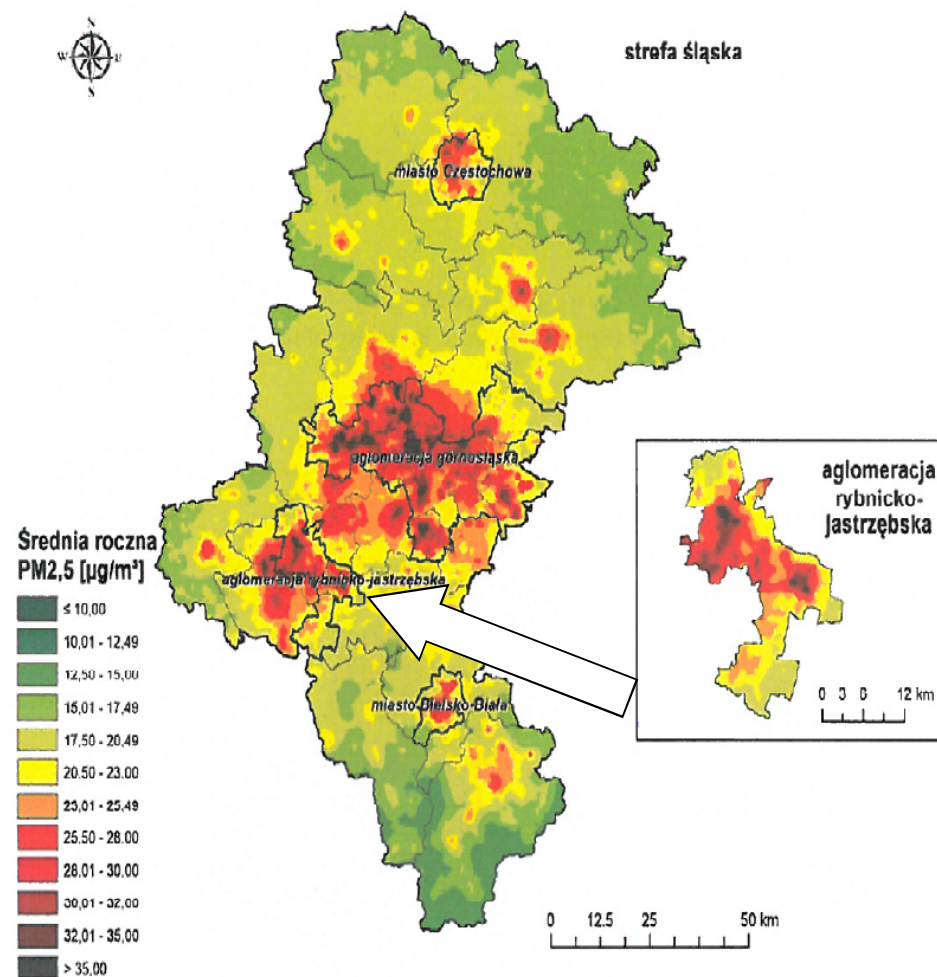 N
W E
S
strefa śląska
miasto Częstochowa
aglomeracja górnośląska
aglomeracja
rybnicko-
jastrzębska
0 3 6 12 km
Średnia roczna
PM2,5 [µg/m³]
≤ 10,00
10,01 - 12,49
12,50 - 15,00
15,01 - 17,49
17,50 - 20,49
20,50 - 23,00
23,01 - 25,49
25,50 - 28,00
28,01 - 30,00
30,01 - 32,00
32,01 - 35,00
> 35,00
aglomeracja rybnicko-jastrzębska
miasto Bielsko-Biała
0 12,5 25 50 km